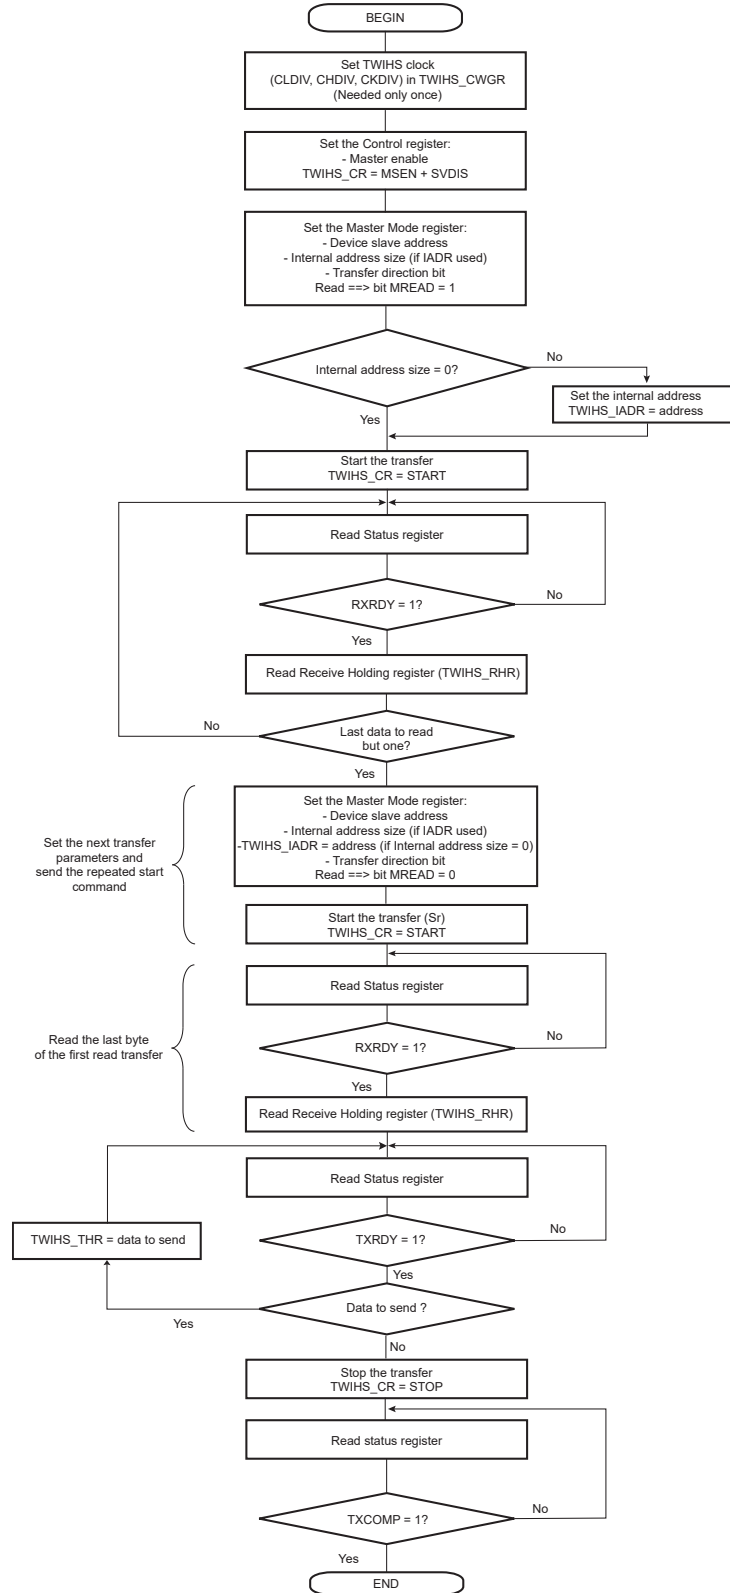 BEGIN
Set TWIHS clock
(CLDIV, CHDIV, CKDIV) in TWIHS_CWGR
(Needed only once)
Set the Control register:
- Master enable
TWIHS_CR = MSEN + SVDIS
Set the Master Mode register:
- Device slave address
- Internal address size (if IADR used)
- Transfer direction bit
Read ==> bit MREAD = 1
Internal address size = 0?
No
Set the internal address
TWIHS_IADR = address
Yes
Start the transfer
TWIHS_CR = START
Read Status register
RXRDY = 1?
No
Yes
Read Receive Holding register (TWIHS_RHR)
Last data to read
but one?
No
Yes
Set the next transfer
parameters and
send the repeated start
command
Set the Master Mode register:
- Device slave address
- Internal address size (if IADR used)
-TWIHS_IADR = address (if Internal address size = 0)
- Transfer direction bit
Read ==> bit MREAD = 0
Start the transfer (Sr)
TWIHS_CR = START
Read the last byte
of the first read transfer
Read Status register
RXRDY = 1?
No
Yes
Read Receive Holding register (TWIHS_RHR)
Read Status register
TWIHS_THR = data to send
TXRDY = 1?
No
Yes
Data to send ?
Yes
No
Stop the transfer
TWIHS_CR = STOP
Read status register
TXCOMP = 1?
No
Yes
END